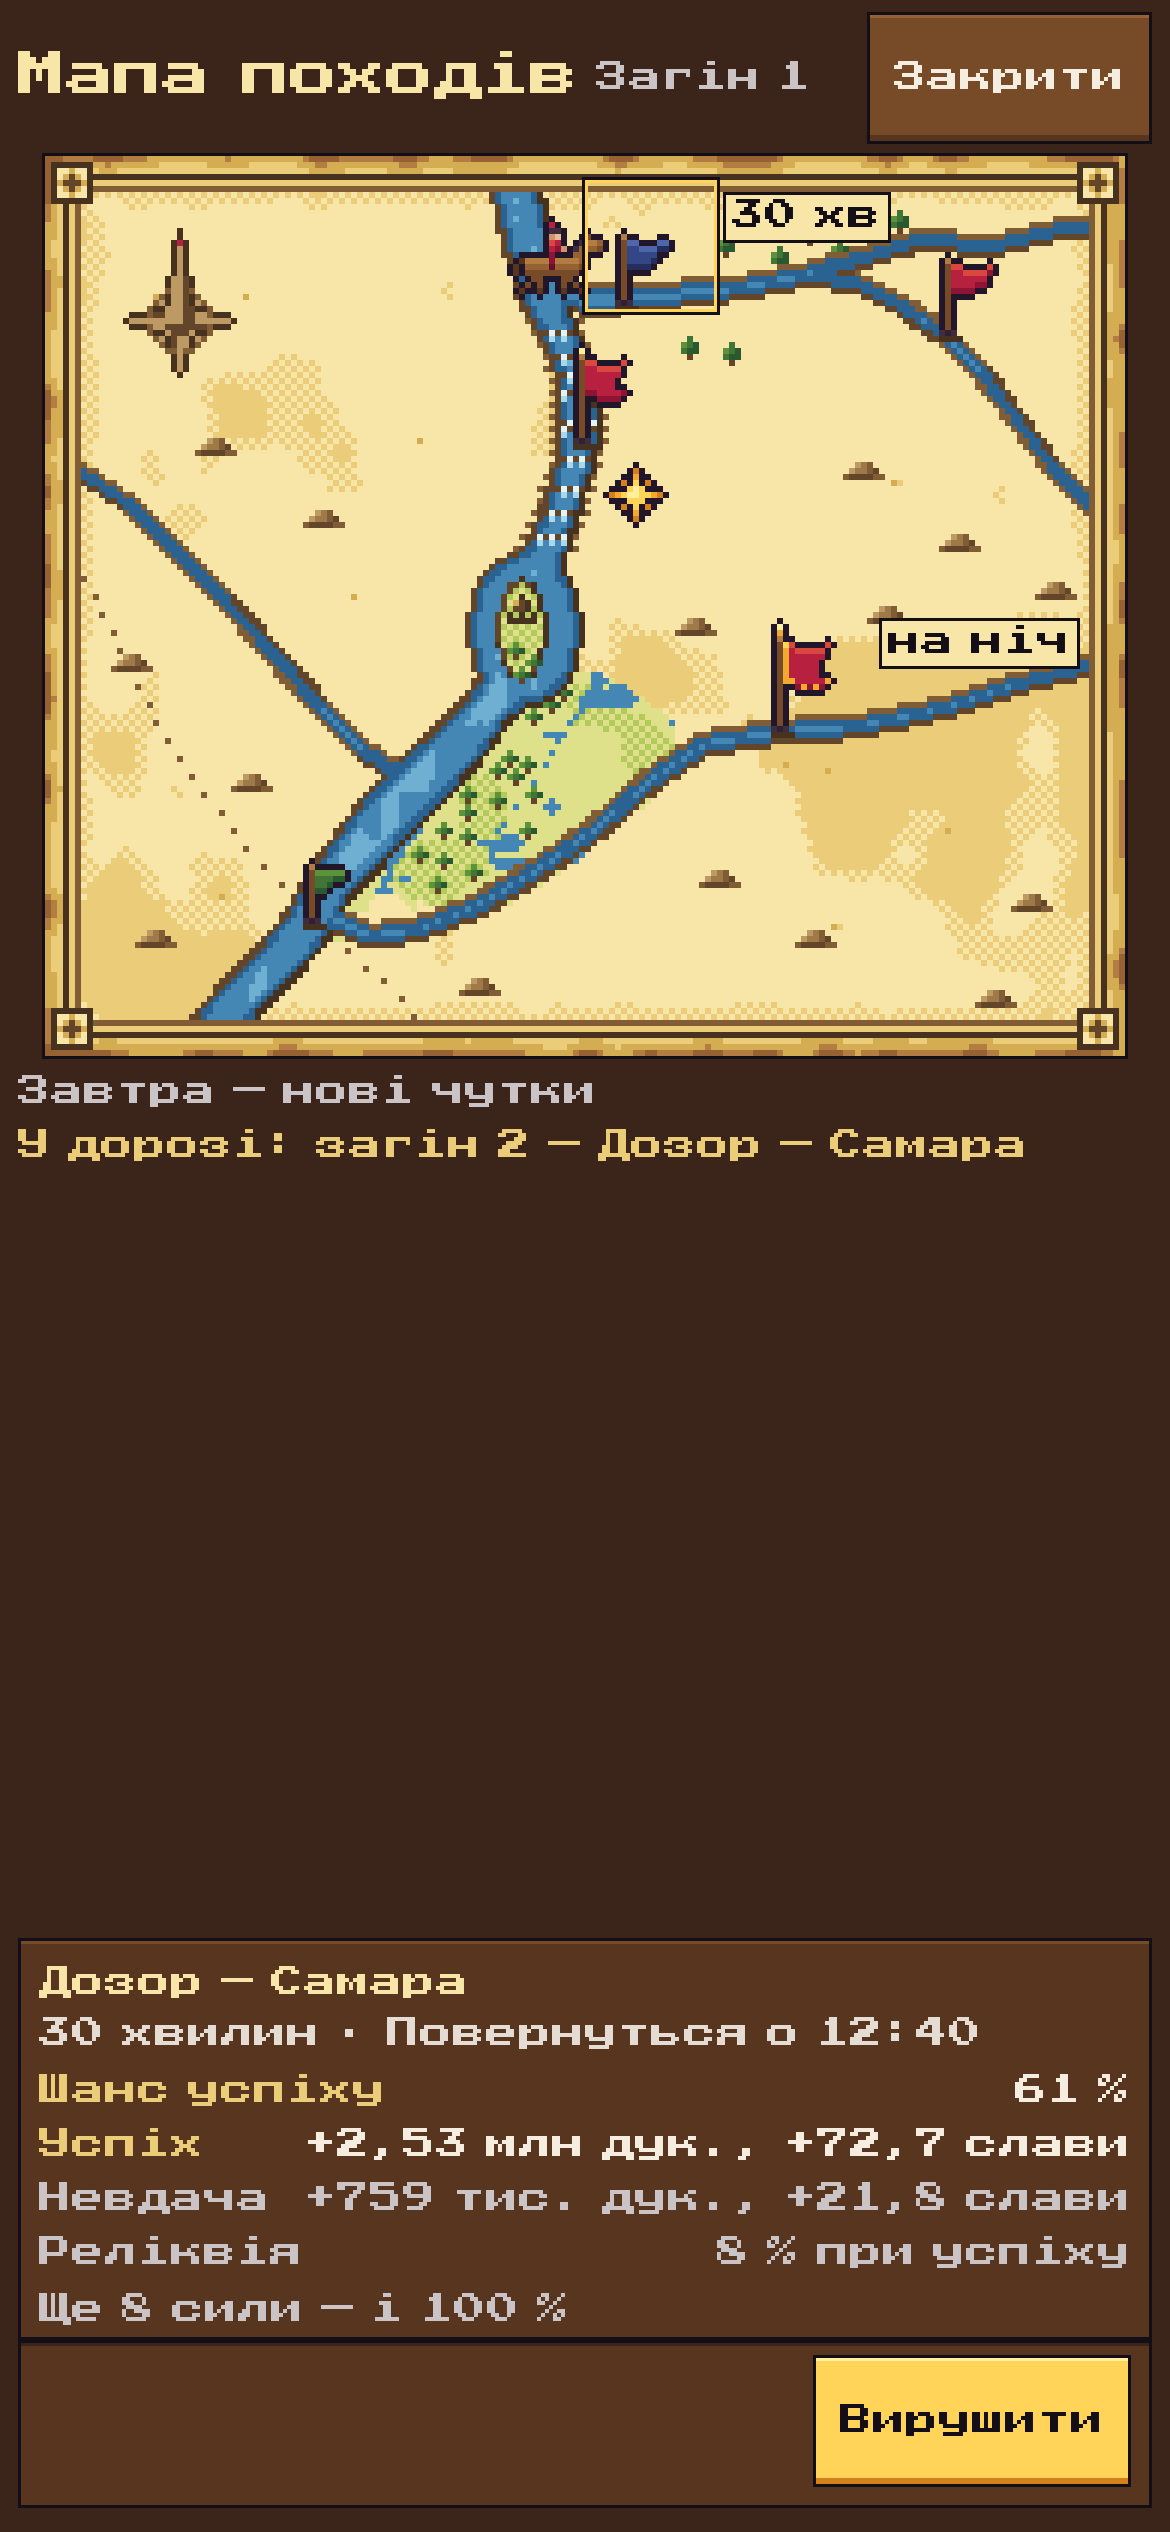 Мапа походів Загін 1 Закрити
30 хв
на ніч
Завтра — нові чутки
У дорозі: загін 2 — Дозор — Самара
Дозор — Самара
30 хвилин · Повернуться о 12:40
Шанс успіху 61 %
Успіх +2,53 млн дук., +72,7 слави
Невдача +759 тис. дук., +21,8 слави
Реліквія 8 % при успіху
Ще 8 сили — і 100 %
Вирушити